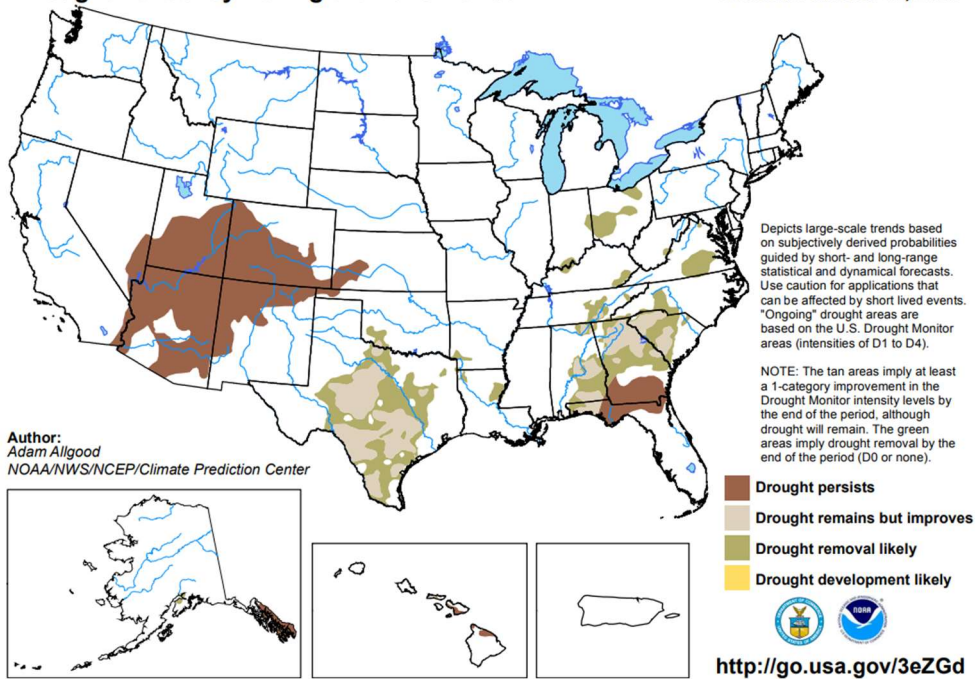 Depicts large-scale trends based
on subjectively derived probabilities
guided by short- and long-range
statistical and dynamical forecasts.
Use caution for applications that
can be affected by short lived events.
"Ongoing" drought areas are
based on the U.S. Drought Monitor
areas (intensities of D1 to D4).
NOTE: The tan areas imply at least
a 1-category improvement in the
Drought Monitor intensity levels by
the end of the period, although
drought will remain. The green
areas imply drought removal by the
end of the period (D0 or none).
Author:
Adam Allgood
NOAA/NWS/NCEP/Climate Prediction Center
Drought persists
Drought remains but improves
Drought removal likely
Drought development likely
NOAA
http://go.usa.gov/3eZGd